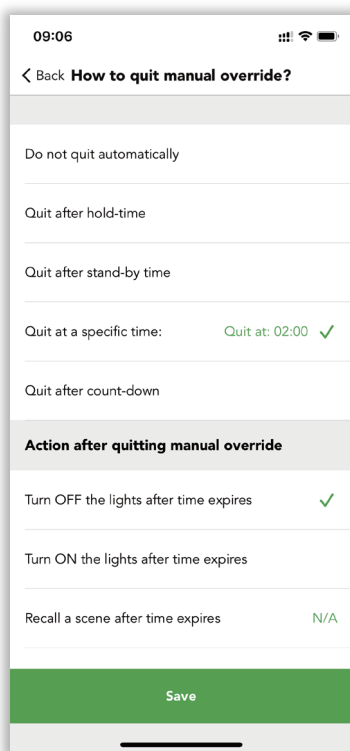 09:06
Back How to quit manual override?
Do not quit automatically
Quit after hold-time
Quit after stand-by time
Quit at a specific time: Quit at: 02:00
Quit after count-down
Action after quitting manual override
Turn OFF the lights after time expires
Turn ON the lights after time expires
Recall a scene after time expires N/A
Save